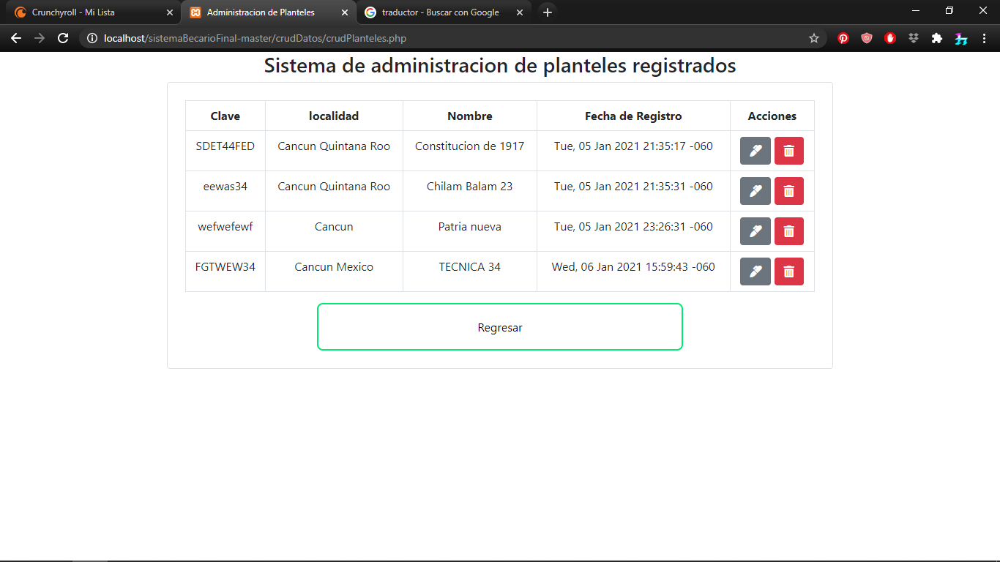 Crunchyroll - Mi Lista
Administracion de Planteles
traductor - Buscar con Google
localhost/sistemaBecarioFinal-master/crudDatos/crudPlanteles.php
Sistema de administracion de planteles registrados
Clave localidad Nombre Fecha de Registro Acciones
SDET44FED Cancun Quintana Roo Constitucion de 1917 Tue, 05 Jan 2021 21:35:17 -060
eewas34 Cancun Quintana Roo Chilam Balam 23 Tue, 05 Jan 2021 21:35:31 -060
wefwefewf Cancun Patria nueva Tue, 05 Jan 2021 23:26:31 -060
FGTWEW34 Cancun Mexico TECNICA 34 Wed, 06 Jan 2021 15:59:43 -060
Regresar